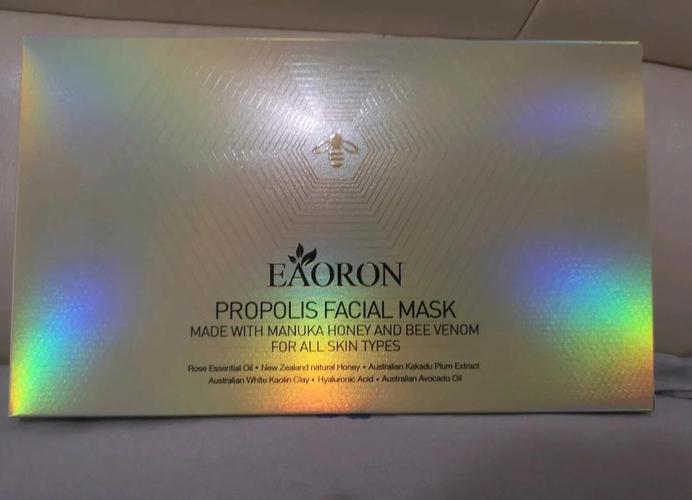 EAORON
PROPOLIS FACIAL MASK
MADE WITH MANUKA HONEY AND BEE VENOM
FOR ALL SKIN TYPES
Rose Essential Oil • New Zealand natural Honey • Australian Kakadu Plum Extract
Australian White Kaolin Clay • Hyaluronic Acid • Australian Avocado Oil